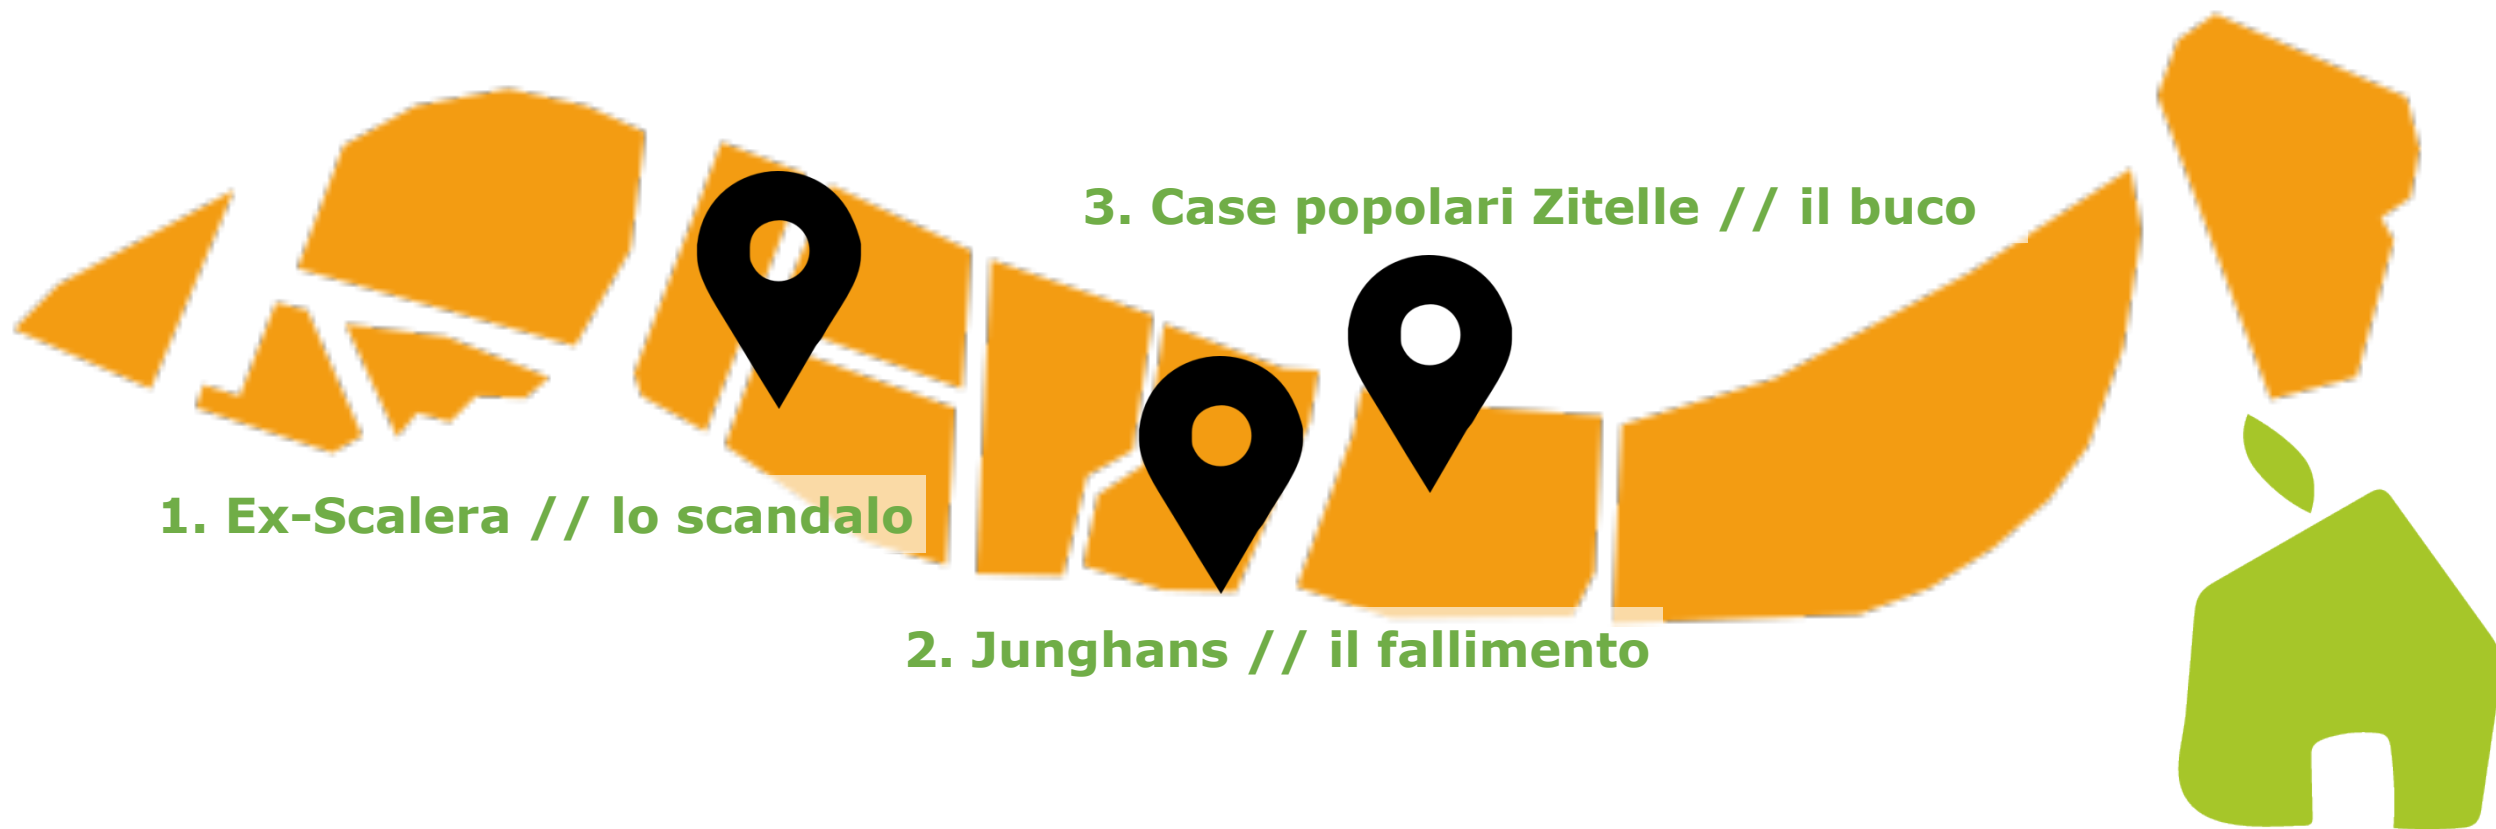 3. Case popolari Zitelle // il buco
1. Ex-Scalera // lo scandalo
2. Junghans // il fallimento